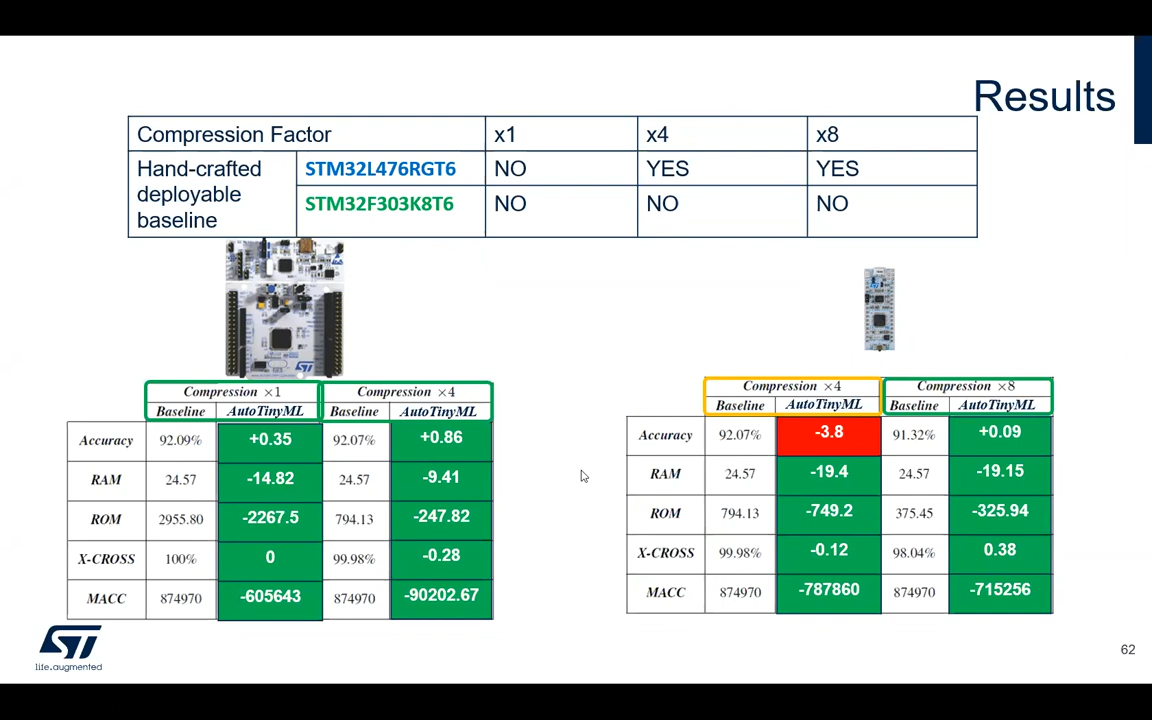 Results
Compression Factor x1 x4 x8
Hand-crafted deployable baseline STM32L476RGT6 NO YES YES
STM32F303K8T6 NO NO NO
Compression ×1 Compression ×4
Baseline AutoTinyML Baseline AutoTinyML
Accuracy 92.09% +0.35 92.07% +0.86
RAM 24.57 -14.82 24.57 -9.41
ROM 2955.80 -2267.5 794.13 -247.82
X-CROSS 100% 0 99.98% -0.28
MACC 874970 -605643 874970 -90202.67
Compression ×4 Compression ×8
Baseline AutoTinyML Baseline AutoTinyML
Accuracy 92.07% -3.8 91.32% +0.09
RAM 24.57 -19.4 24.57 -19.15
ROM 794.13 -749.2 375.45 -325.94
X-CROSS 99.98% -0.12 98.04% 0.38
MACC 874970 -787860 874970 -715256
ST
life.augmented
62